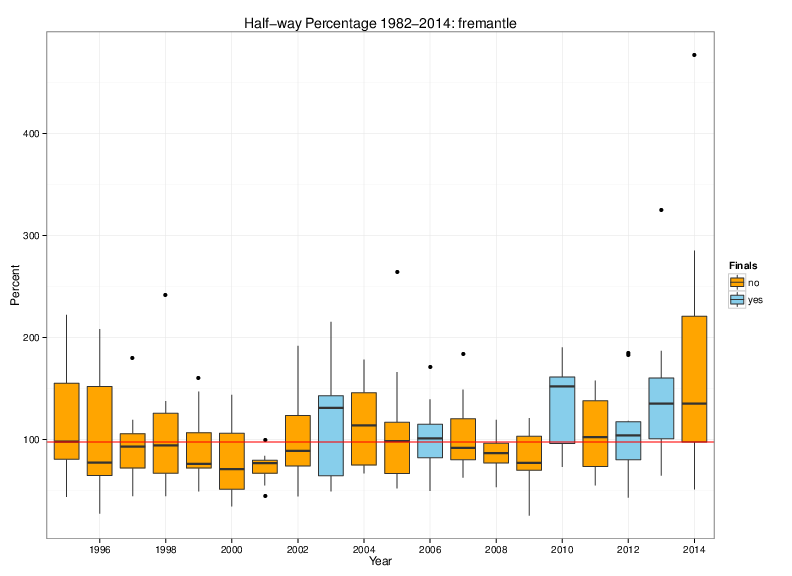 Half−way Percentage 1982−2014: fremantle
Percent
400
300
200
100
1996 1998 2000 2002 2004 2006 2008 2010 2012 2014
Year
Finals
no
yes